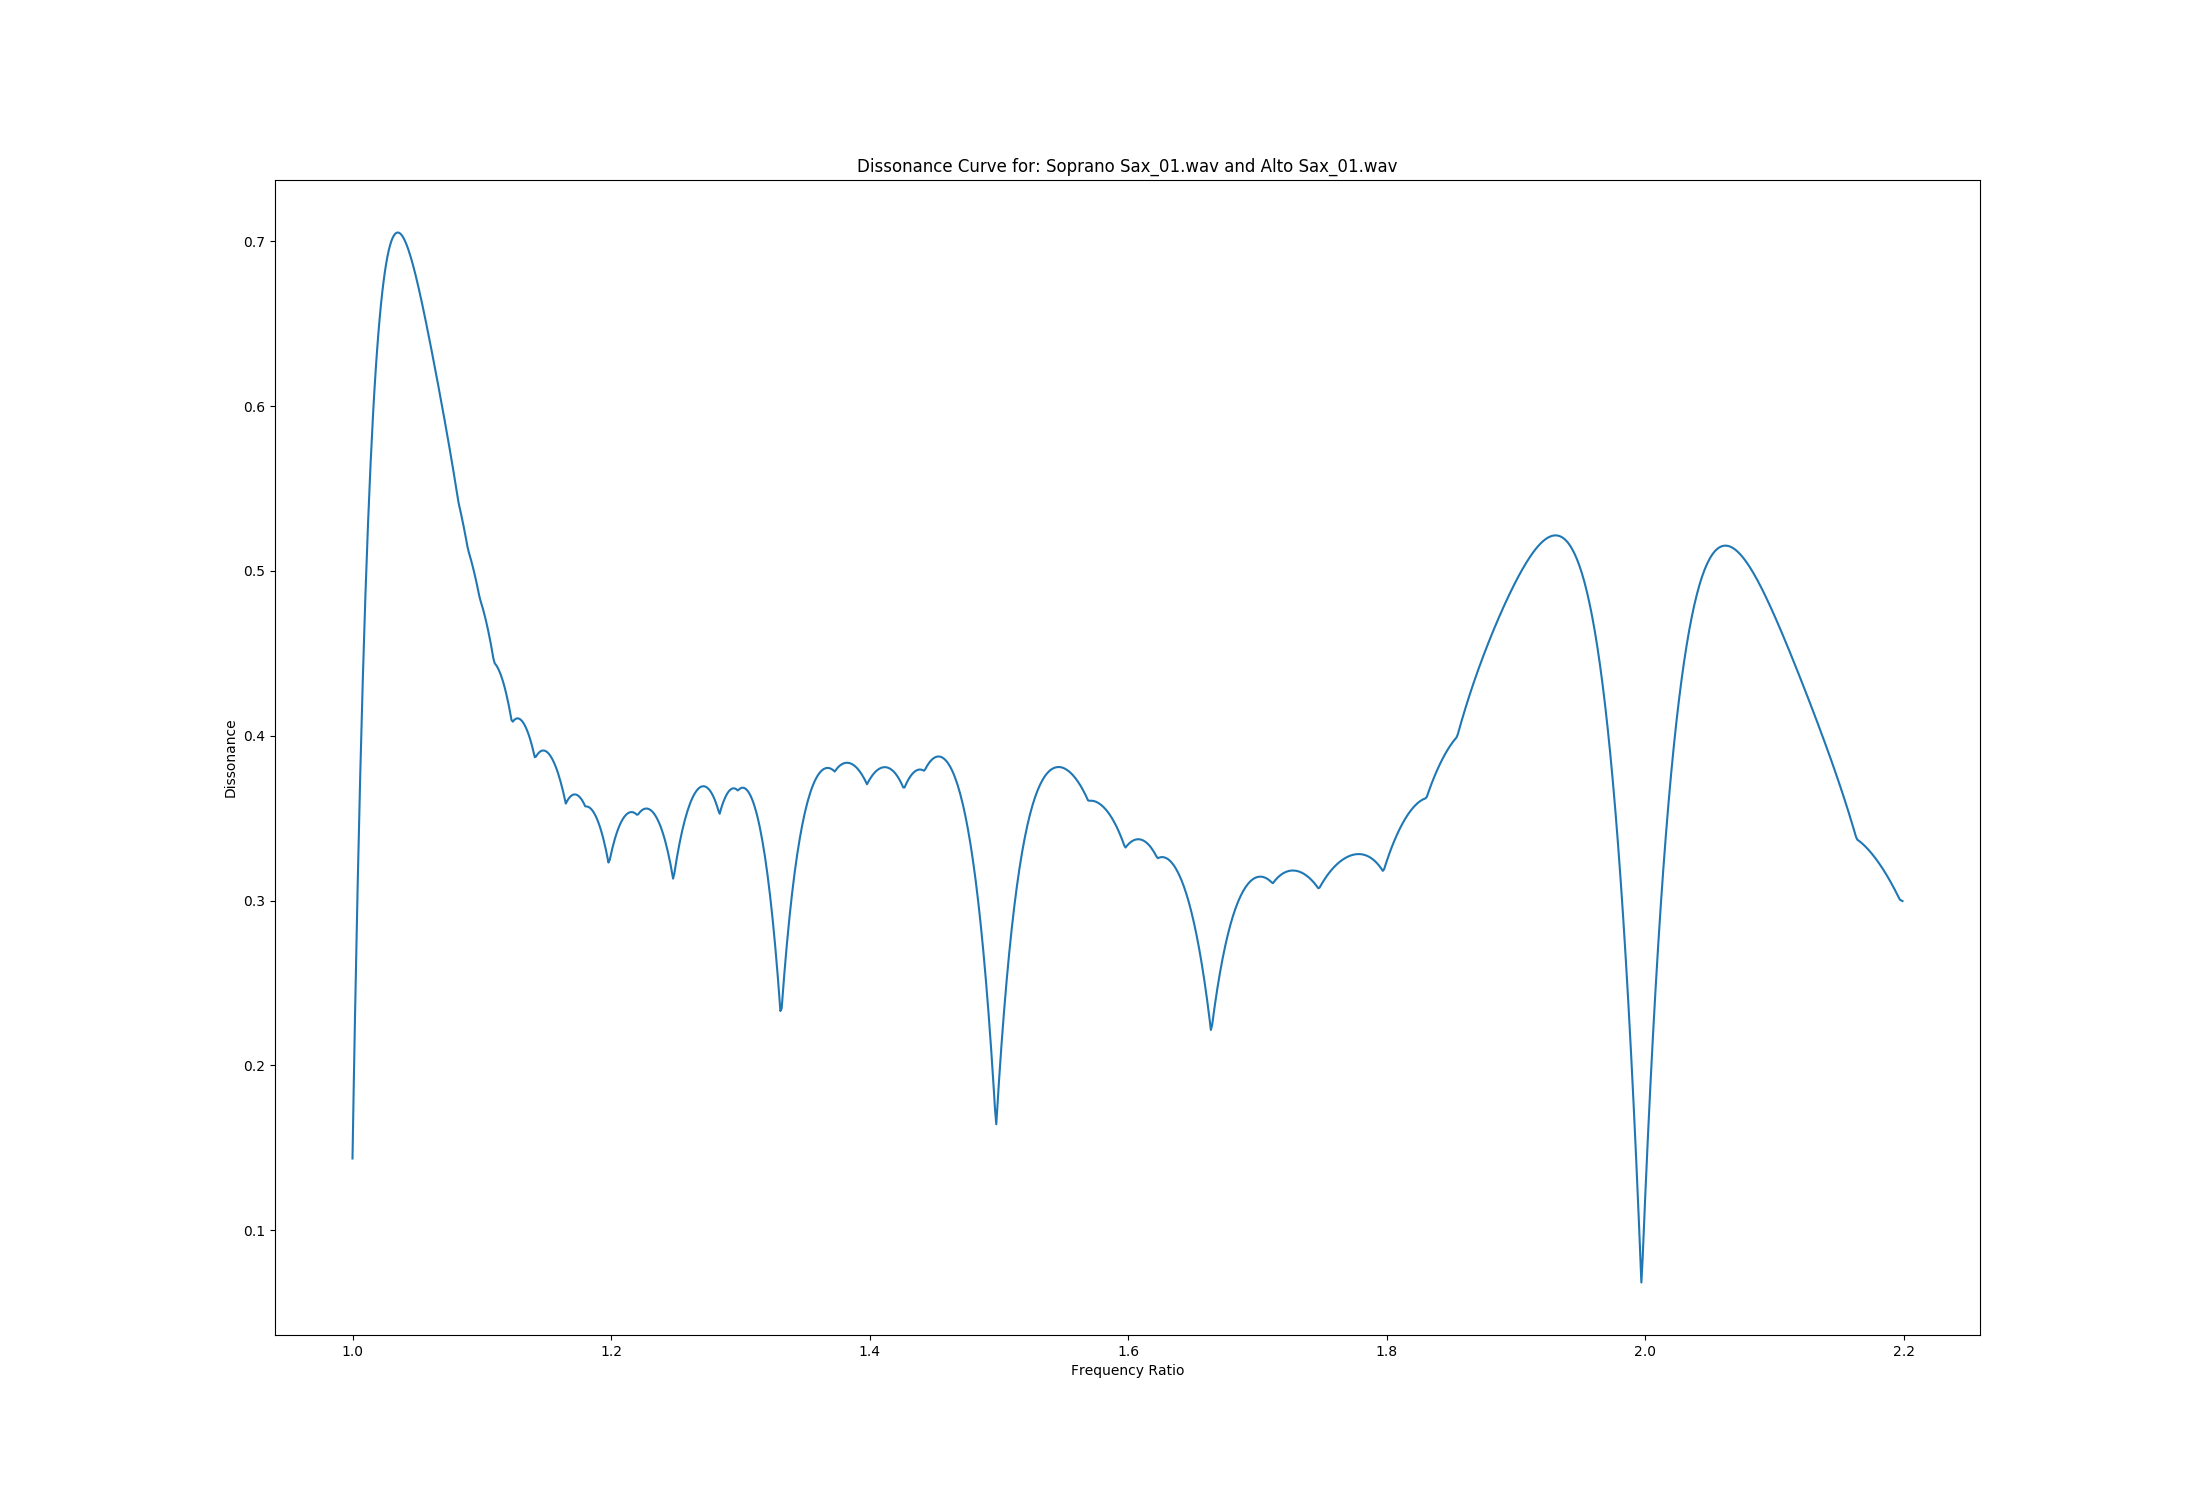 Dissonance Curve for: Soprano Sax_01.wav and Alto Sax_01.wav
0.7
0.6
0.5
0.4
0.3
0.2
0.1
Dissonance
1.0 1.2 1.4 1.6 1.8 2.0 2.2
Frequency Ratio